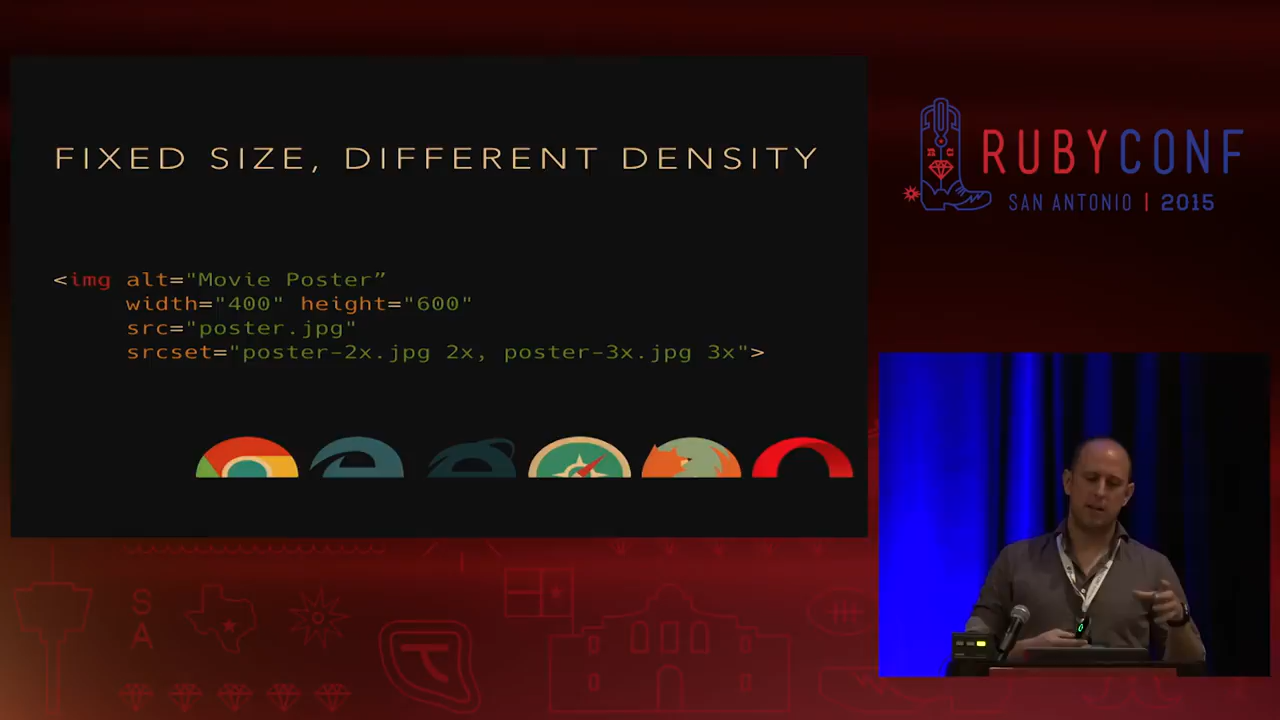 FIXED SIZE, DIFFERENT DENSITY
<img alt="Movie Poster”
width="400" height="600"
src="poster.jpg"
srcset="poster-2x.jpg 2x, poster-3x.jpg 3x">
RUBYCONF
SAN ANTONIO | 2015
S
A